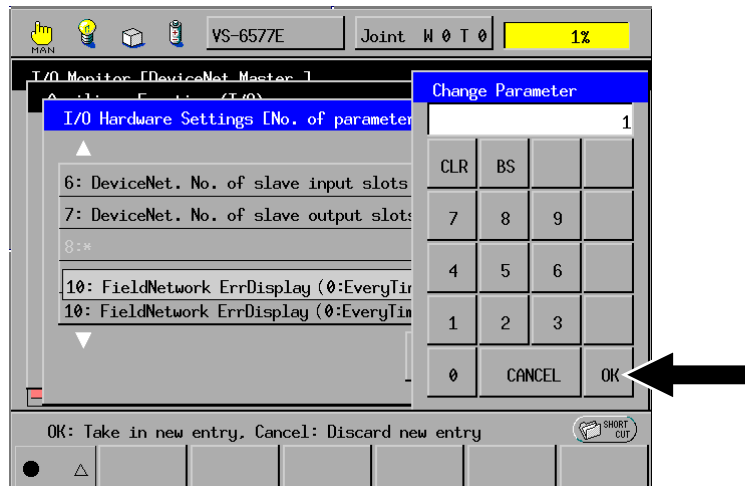 MAN
VS-6577E
Joint W 0 T 0
1%
I/O Monitor [DeviceNet Master ]
I/O Hardware Settings [No. of parameter
6: DeviceNet. No. of slave input slots
7: DeviceNet. No. of slave output slots
8:*
10: FieldNetwork ErrDisplay (0:EveryTim
10: FieldNetwork ErrDisplay (0:EveryTim
Change Parameter
1
CLR BS
7 8 9
4 5 6
1 2 3
0 CANCEL OK
OK: Take in new entry, Cancel: Discard new entry
SHORT
CUT